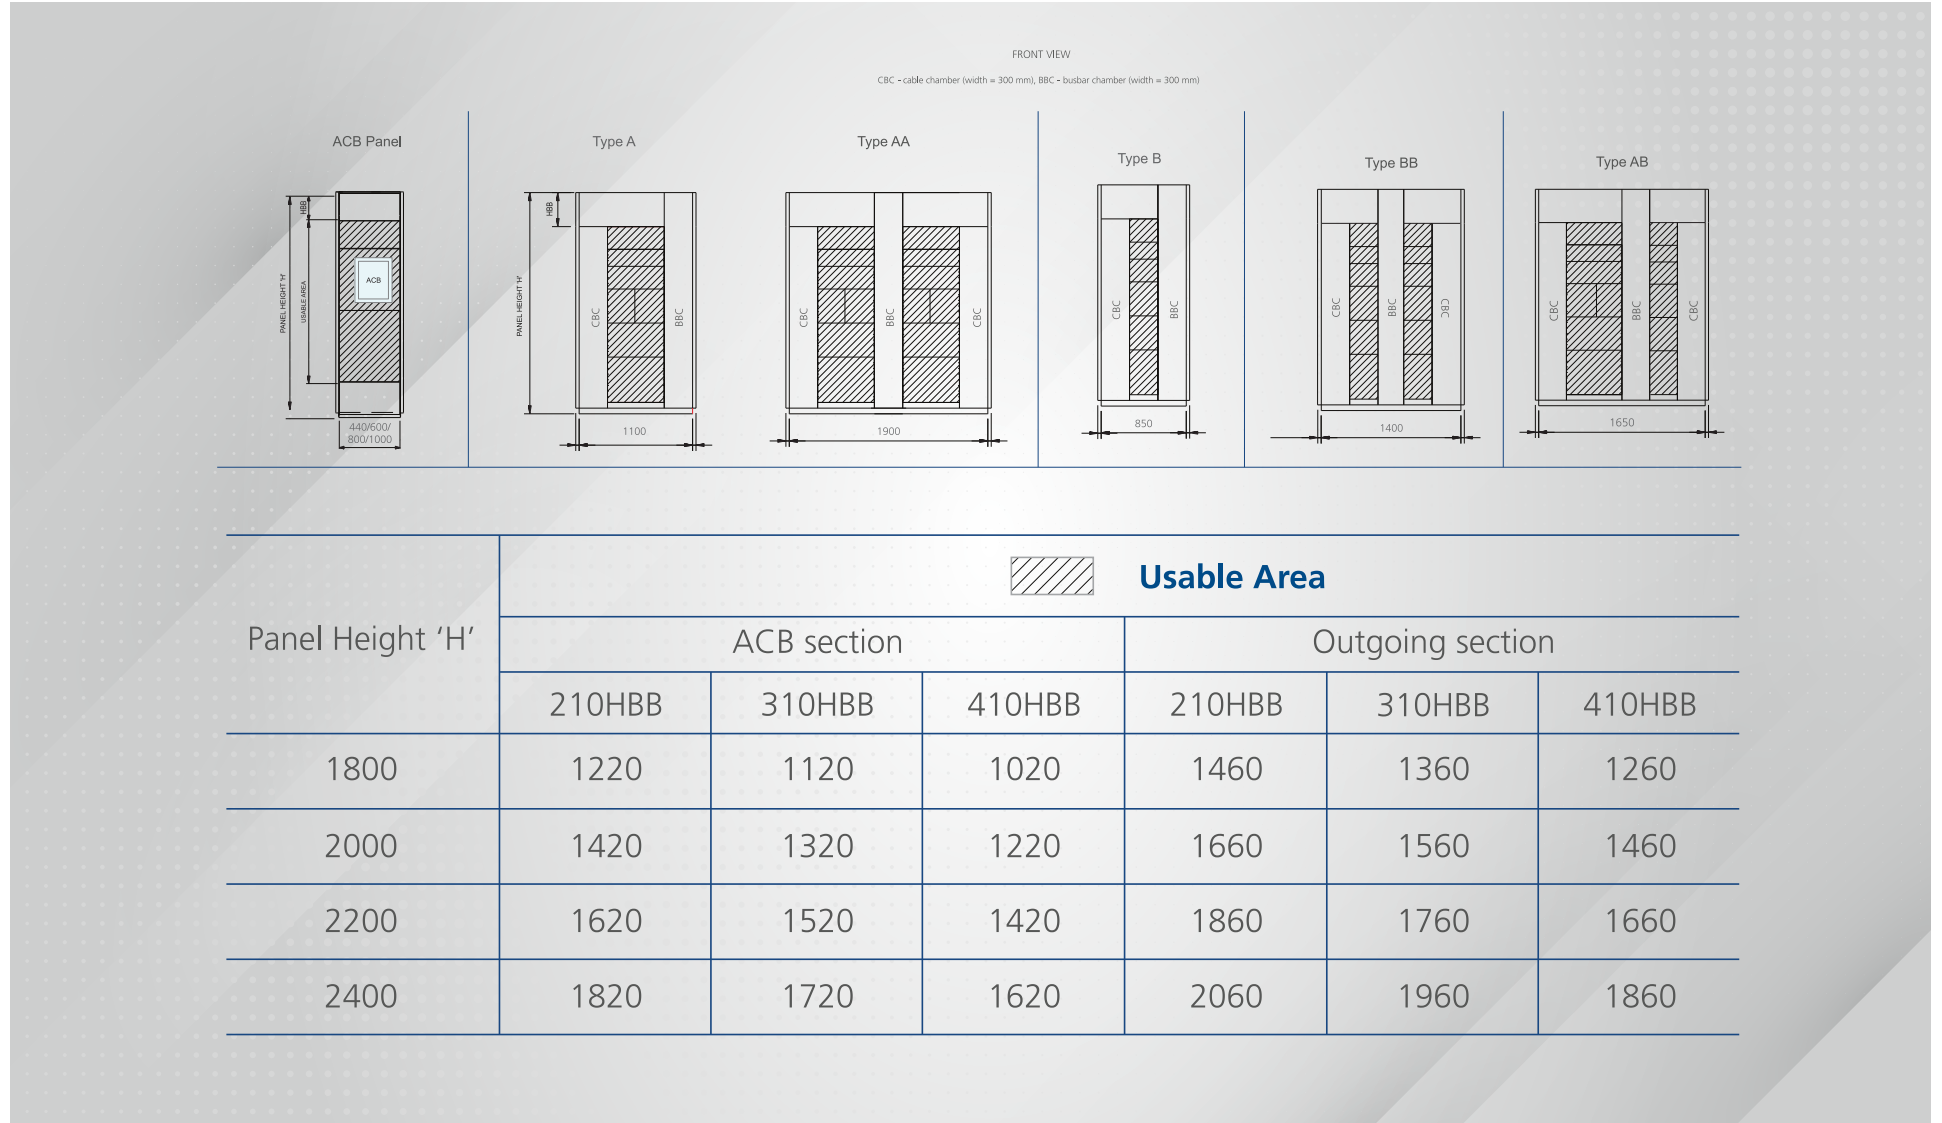 FRONT VIEW
CBC - cable chamber (width = 300 mm), BBC - busbar chamber (width = 300 mm)
ACB Panel
PANEL HEIGHT 'H'
HBB
USABLE AREA
ACB
440/600/
800/1000
Type A
PANEL HEIGHT 'H'
HBB
CBC
BBC
1100
Type AA
CBC
BBC
CBC
1900
Type B
CBC
BBC
850
Type BB
CBC
BBC
CBC
1400
Type AB
CBC
BBC
CBC
1650
Panel Height ‘H’
Usable Area
ACB section Outgoing section
210HBB 310HBB 410HBB 210HBB 310HBB 410HBB
1800 1220 1120 1020 1460 1360 1260
2000 1420 1320 1220 1660 1560 1460
2200 1620 1520 1420 1860 1760 1660
2400 1820 1720 1620 2060 1960 1860